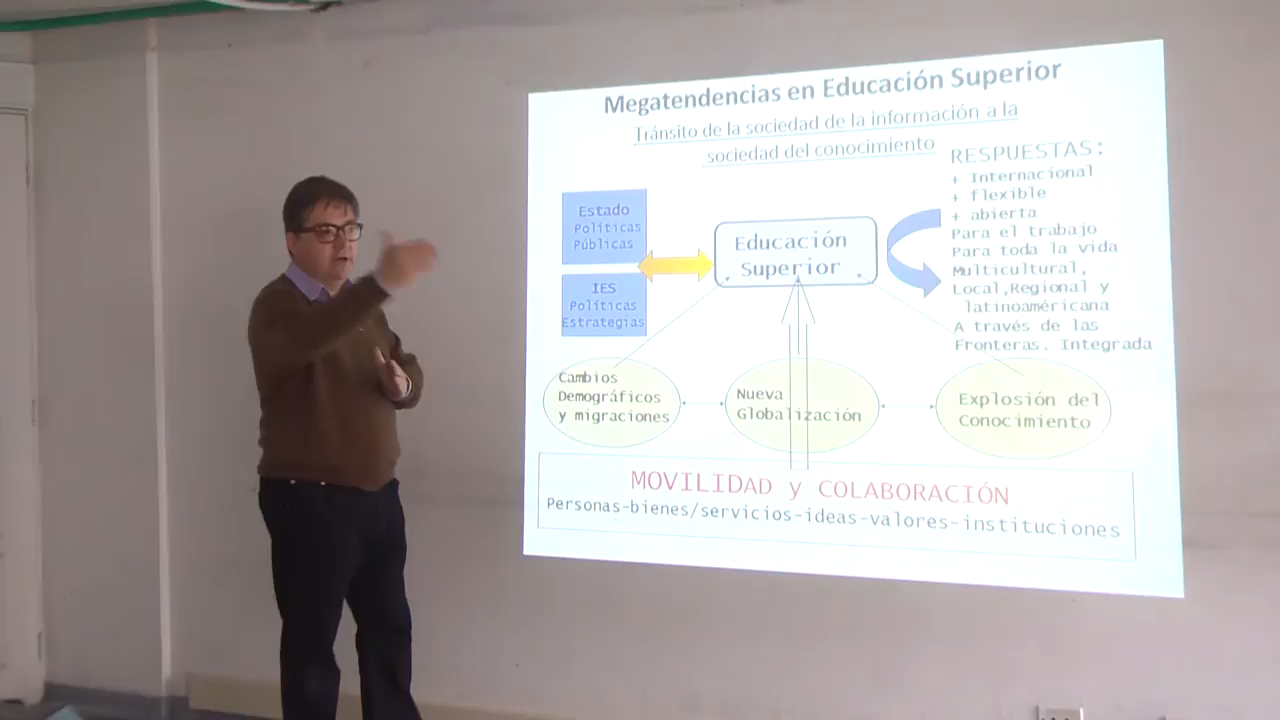 Megatendencias en Educación Superior
Tránsito de la sociedad de la información a la
sociedad del conocimiento
Estado
Políticas
Públicas
IES
Políticas
Estrategias
Educación
Superior
RESPUESTAS:
+ Internacional
+ flexible
+ abierta
Para el trabajo
Para toda la vida
Multicultural,
Local,Regional y
latinoaméricana
A través de las
Fronteras. Integrada
Cambios
Demográficos
y migraciones
Nueva
Globalización
Explosión del
Conocimiento
MOVILIDAD y COLABORACIÓN
Personas-bienes/servicios-ideas-valores-instituciones